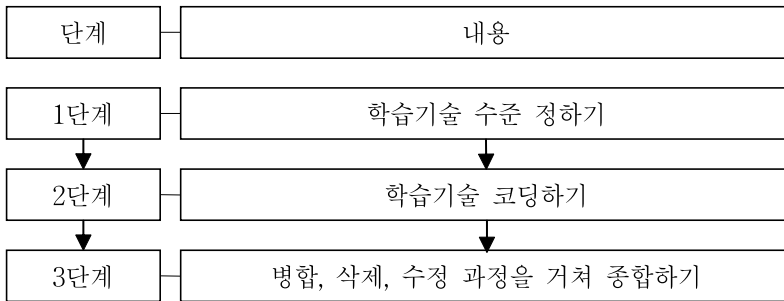 단계 내용
1단계 학습기술 수준 정하기
2단계 학습기술 코딩하기
3단계 병합, 삭제, 수정 과정을 거쳐 종합하기